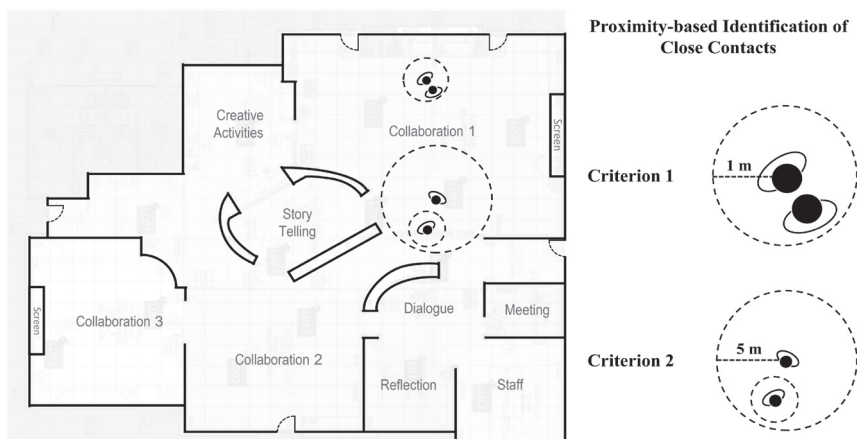 Proximity-based Identification of
Close Contacts
Creative
Activities
Collaboration 1
Screen
Story
Telling
Screen
Collaboration 3
Collaboration 2
Dialogue
Meeting
Reflection
Staff
Criterion 1
1 m
Criterion 2
5 m